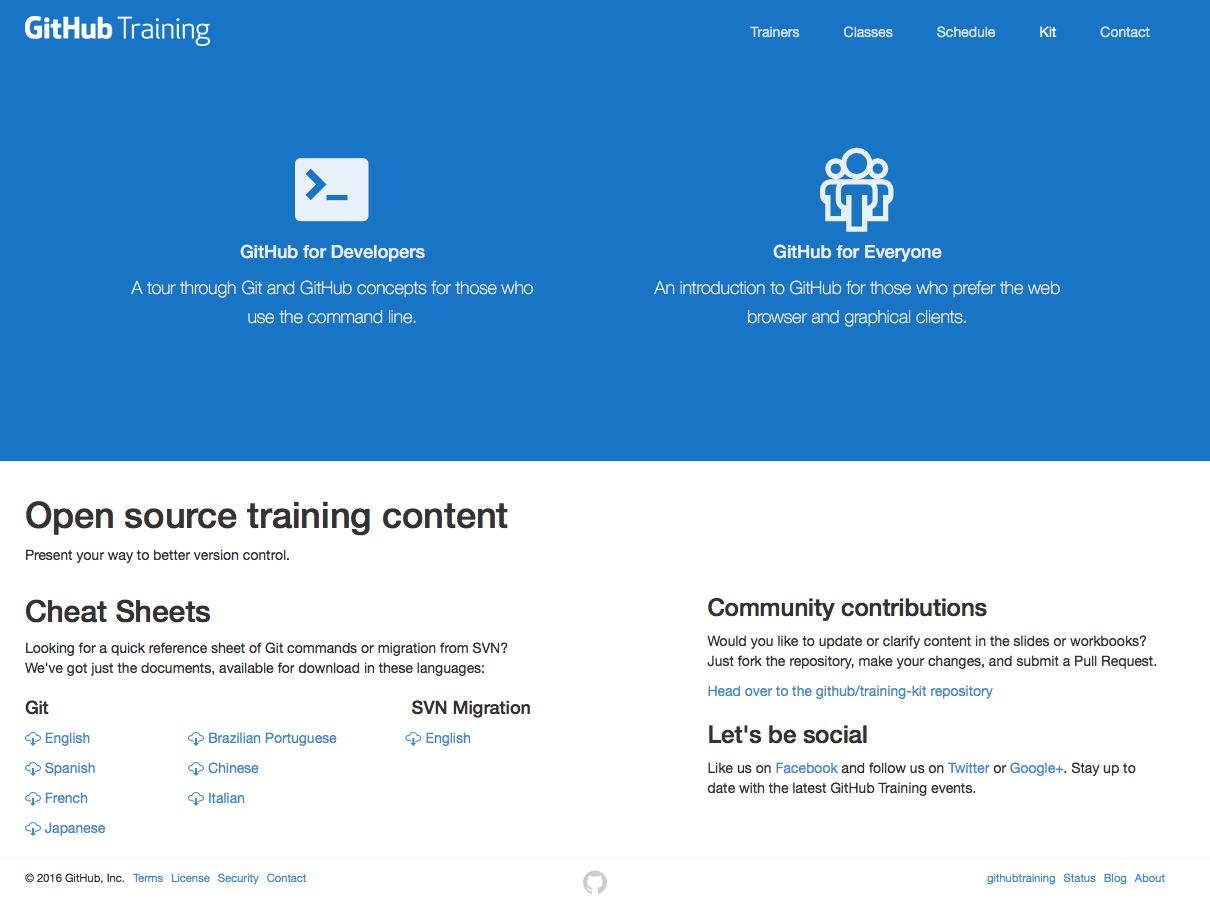 GitHub Training
Trainers Classes Schedule Kit Contact
GitHub for Developers
A tour through Git and GitHub concepts for those who
use the command line.
GitHub for Everyone
An introduction to GitHub for those who prefer the web
browser and graphical clients.
Open source training content
Present your way to better version control.
Cheat Sheets
Looking for a quick reference sheet of Git commands or migration from SVN?
We've got just the documents, available for download in these languages:
Git
English
Spanish
French
Japanese
Brazilian Portuguese
Chinese
Italian
SVN Migration
English
Community contributions
Would you like to update or clarify content in the slides or workbooks?
Just fork the repository, make your changes, and submit a Pull Request.
Head over to the github/training-kit repository
Let's be social
Like us on Facebook and follow us on Twitter or Google+. Stay up to
date with the latest GitHub Training events.
© 2016 GitHub, Inc. Terms License Security Contact
githubtraining Status Blog About